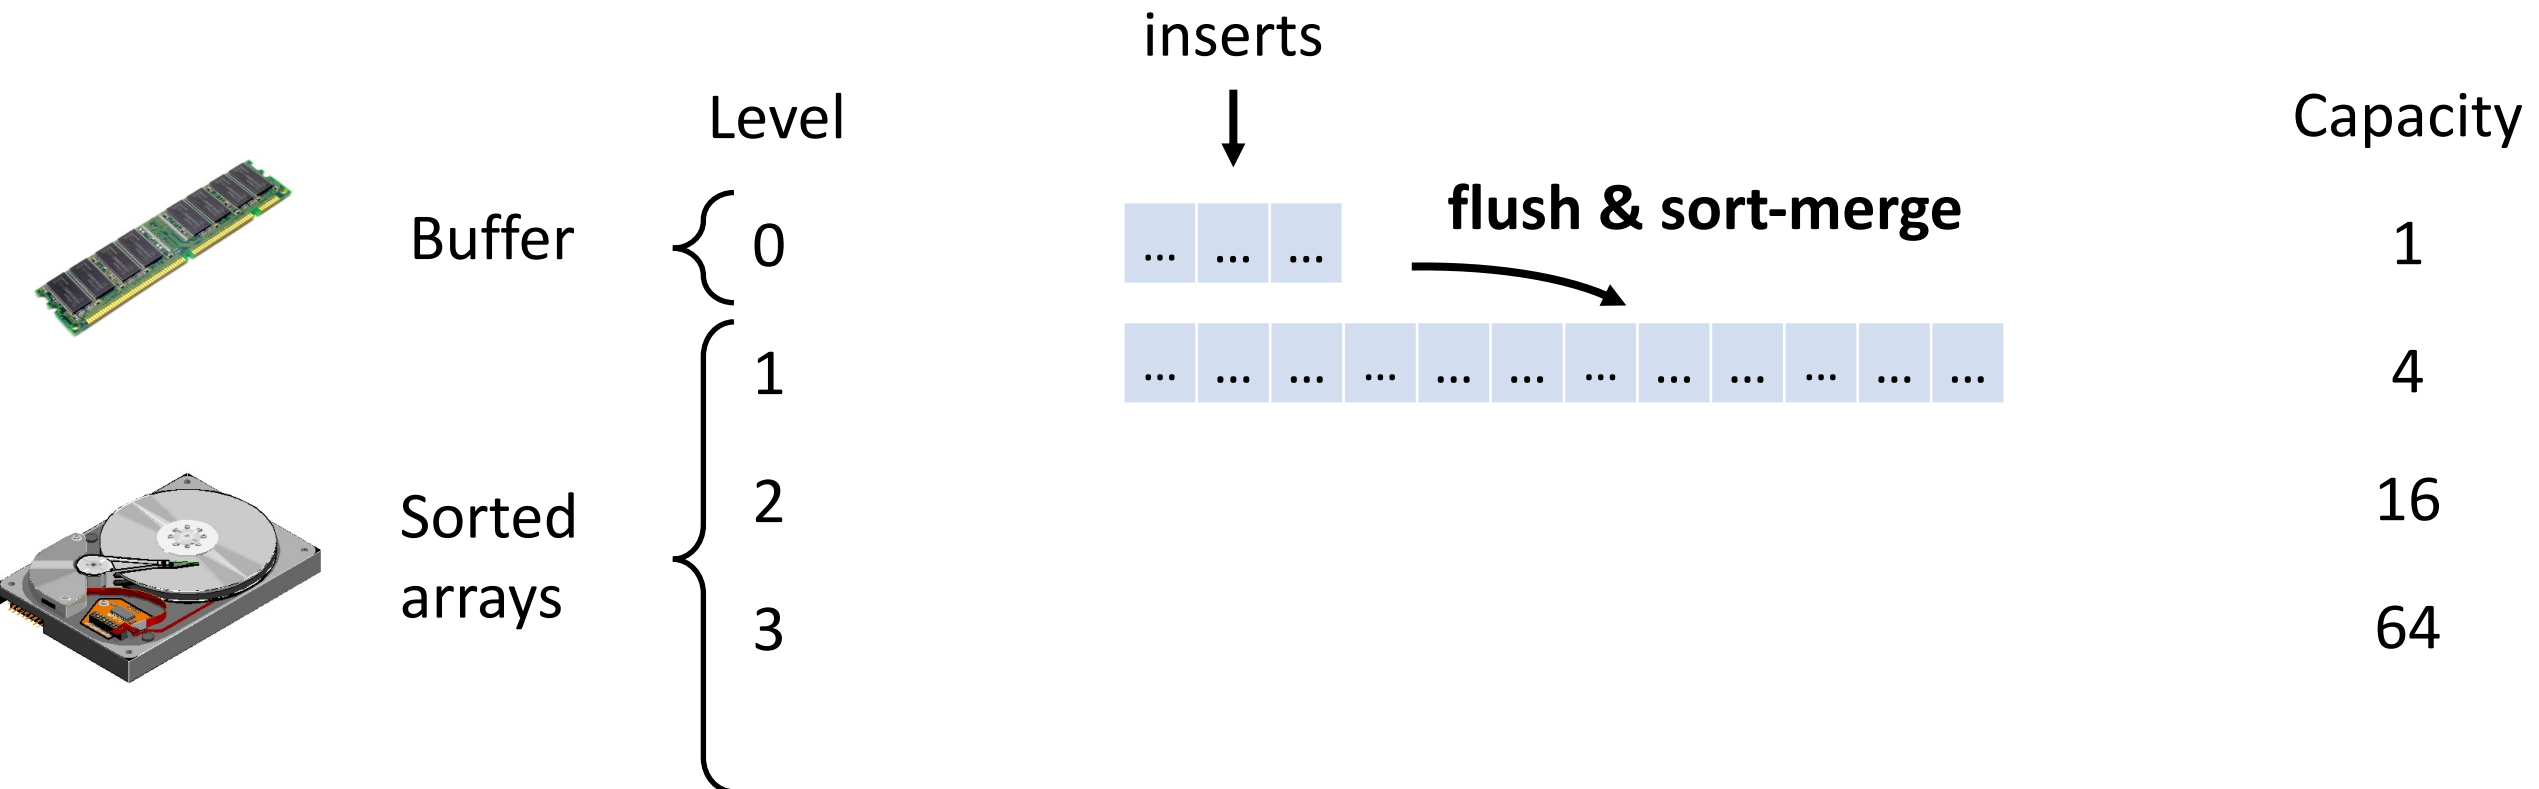 inserts
Level
Capacity
Buffer
0
... ... ...
flush & sort-merge
1
1
... ... ... ... ... ... ... ... ... ... ... ...
4
Sorted
arrays
2
16
3
64